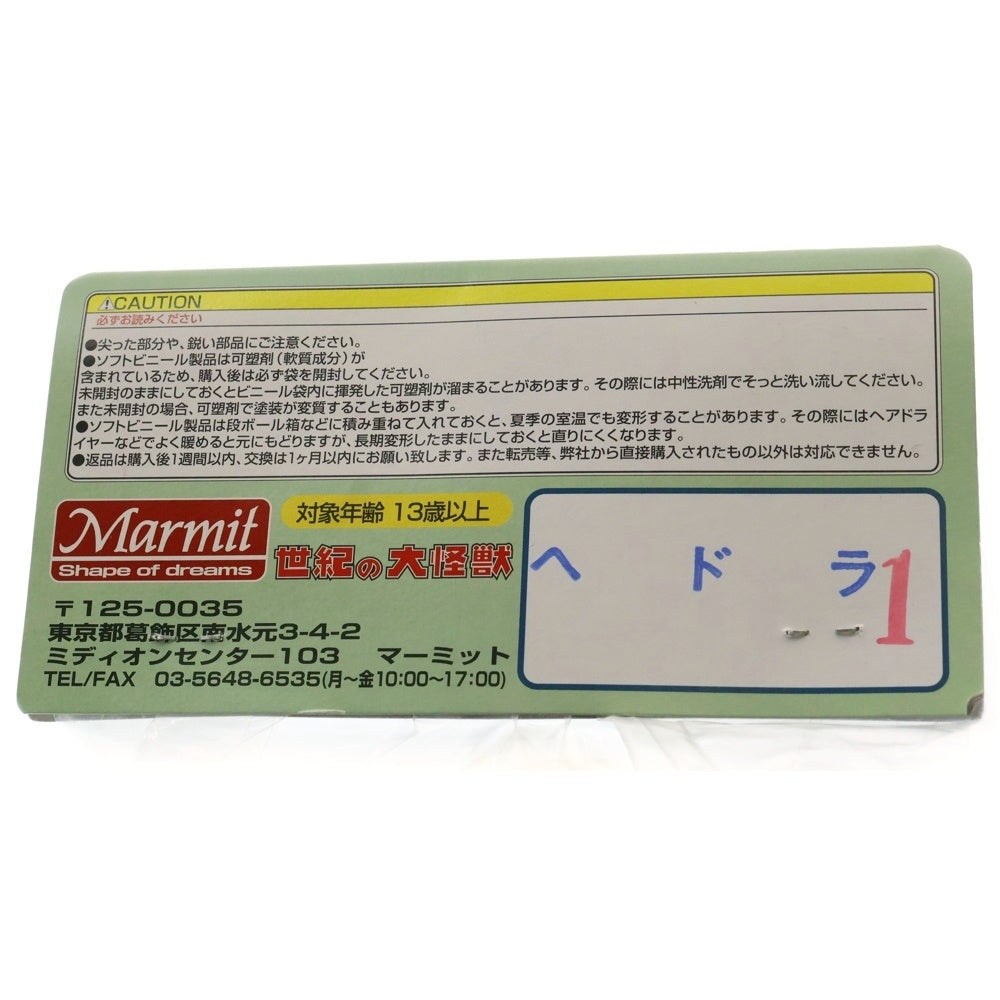 ⚠CAUTION
必ずお読みください
●尖った部分や、鋭い部品にご注意ください。
●ソフトビニール製品は可塑剤(軟質成分)が
含まれているため、購入後は必ず袋を開封してください。
未開封のままにしておくとビニール袋内に揮発した可塑剤が溜まることがあります。その際には中性洗剤でそっと洗い流してください。
また未開封の場合、可塑剤で塗装が変質することもあります。
●ソフトビニール製品は段ボール箱などに積み重ねて入れておくと、夏季の室温でも変形することがあります。その際にはヘアドラ
イヤーなどでよく暖めると元にもどりますが、長期変形したままにしておくと直りにくくなります。
●返品は購入後1週間以内、交換は1ヶ月以内にお願い致します。また転売等、弊社から直接購入されたもの以外は対応できません。
Marmit
Shape of dreams
対象年齢 13歳以上
世紀の大怪獣
〒125-0035
東京都葛飾区南水元3-4-2
ミディオンセンター103 マーミット
TEL/FAX 03-5648-6535(月〜金10:00〜17:00)
ヘドラ1